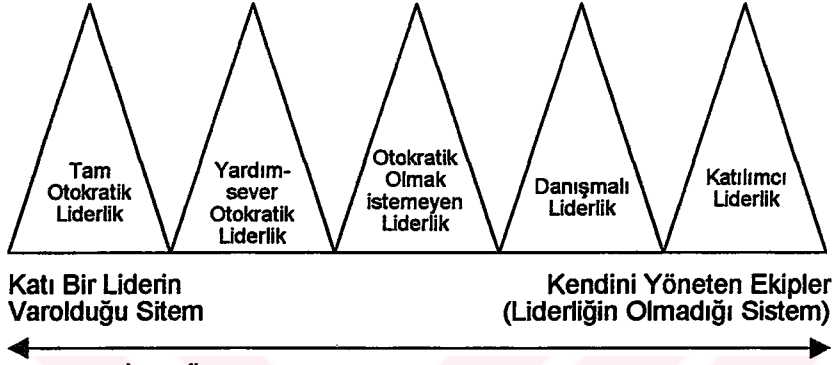 Tam
Otokratik
Liderlik
Yardım-
sever
Otokratik
Liderlik
Otokratik
Olmak
istemeyen
Liderlik
Danışmalı
Liderlik
Katılımcı
Liderlik
Katı Bir Liderin
Varolduğu Sitem
Kendini Yöneten Ekipler
(Liderliğin Olmadığı Sistem)